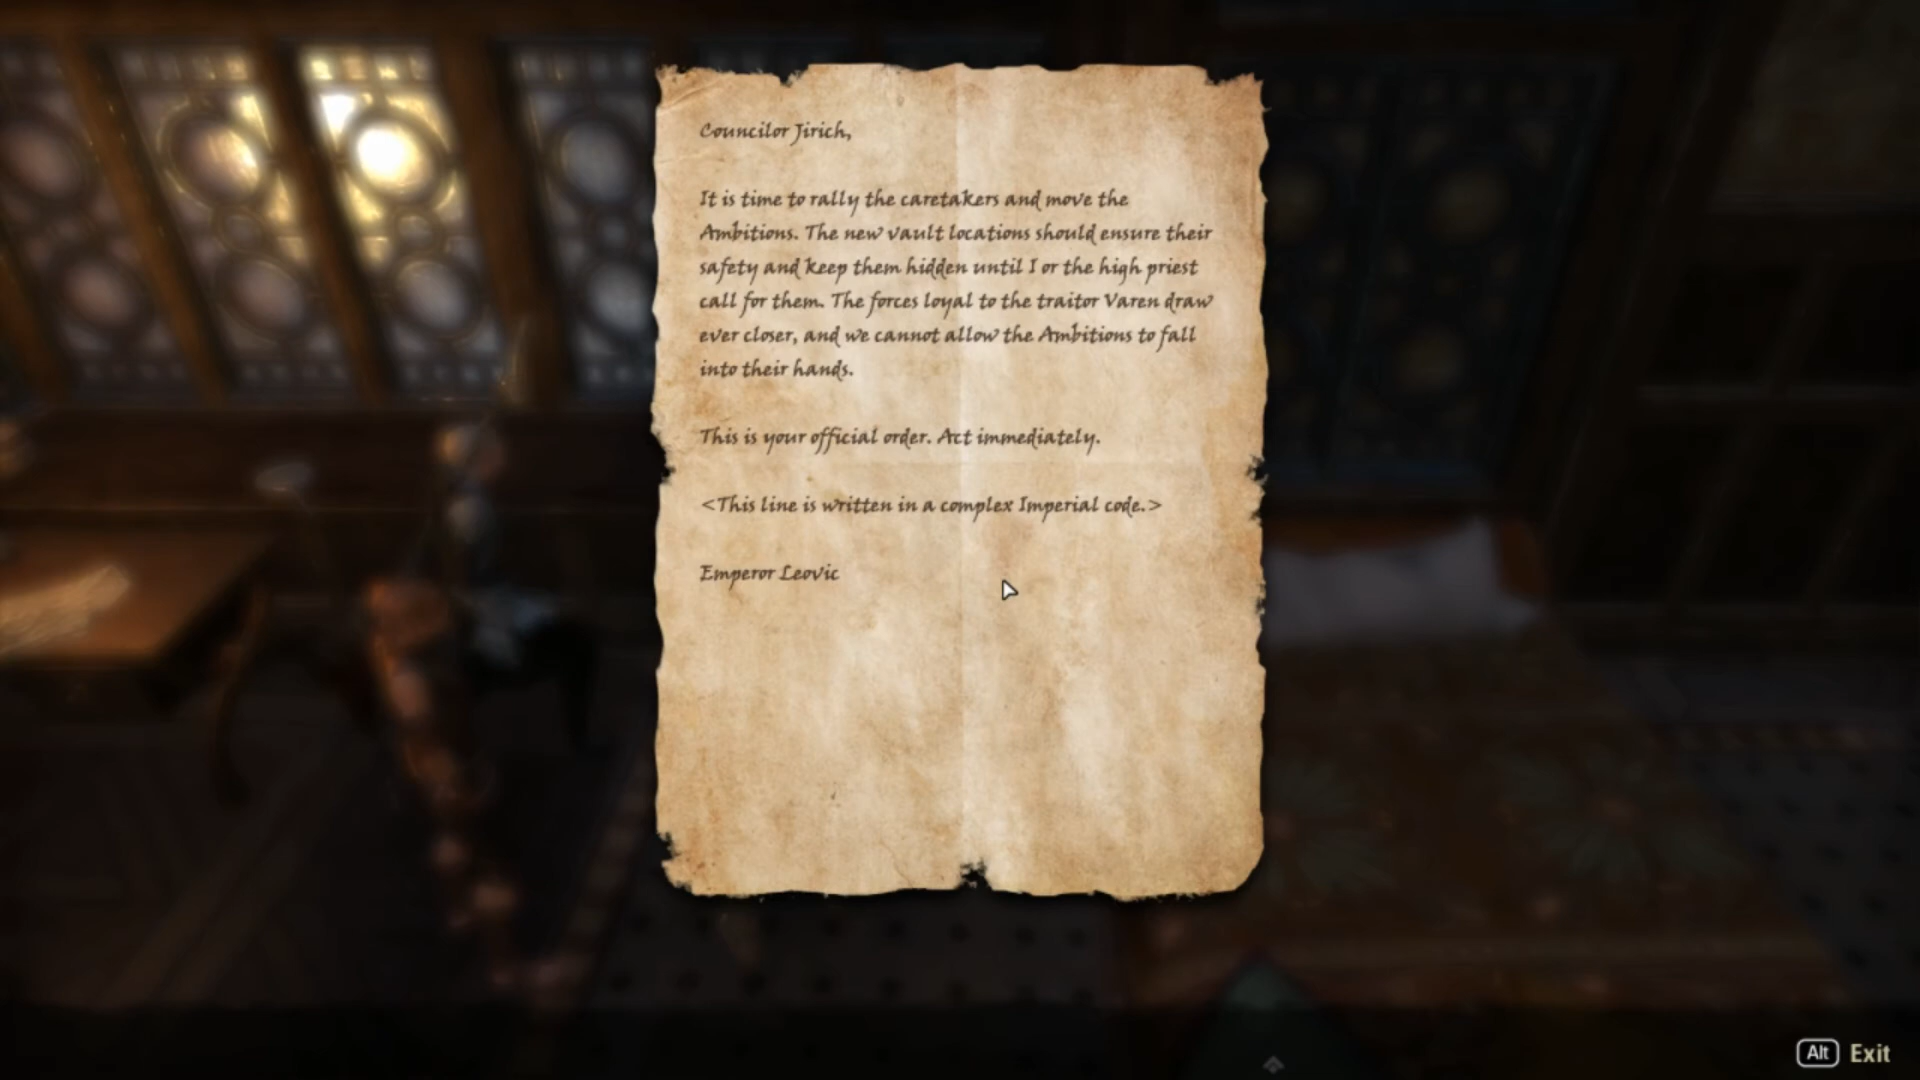 Councilor Jirich,
It is time to rally the caretakers and move the
Ambitions. The new vault locations should ensure their
safety and keep them hidden until I or the high priest
call for them. The forces loyal to the traitor Varen draw
ever closer, and we cannot allow the Ambitions to fall
into their hands.
This is your official order. Act immediately.
<This line is written in a complex Imperial code.>
Emperor Leovic
Alt Exit